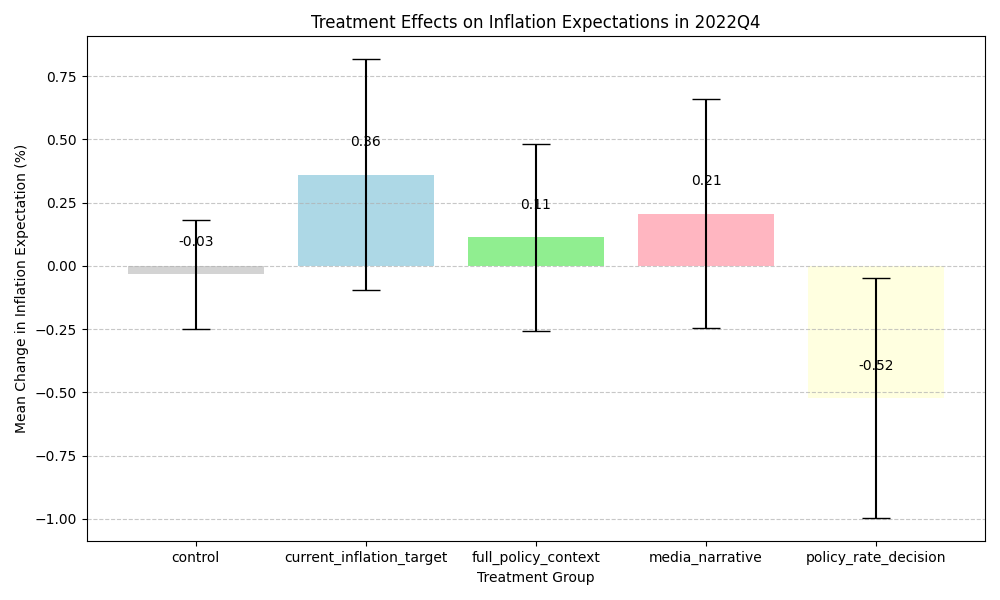 Treatment Effects on Inflation Expectations in 2022Q4
Mean Change in Inflation Expectation (%)
0.75
0.50
0.25
0.00
−0.25
−0.50
−0.75
−1.00
-0.03
0.36
0.11
0.21
-0.52
control
current_inflation_target
full_policy_context
media_narrative
policy_rate_decision
Treatment Group